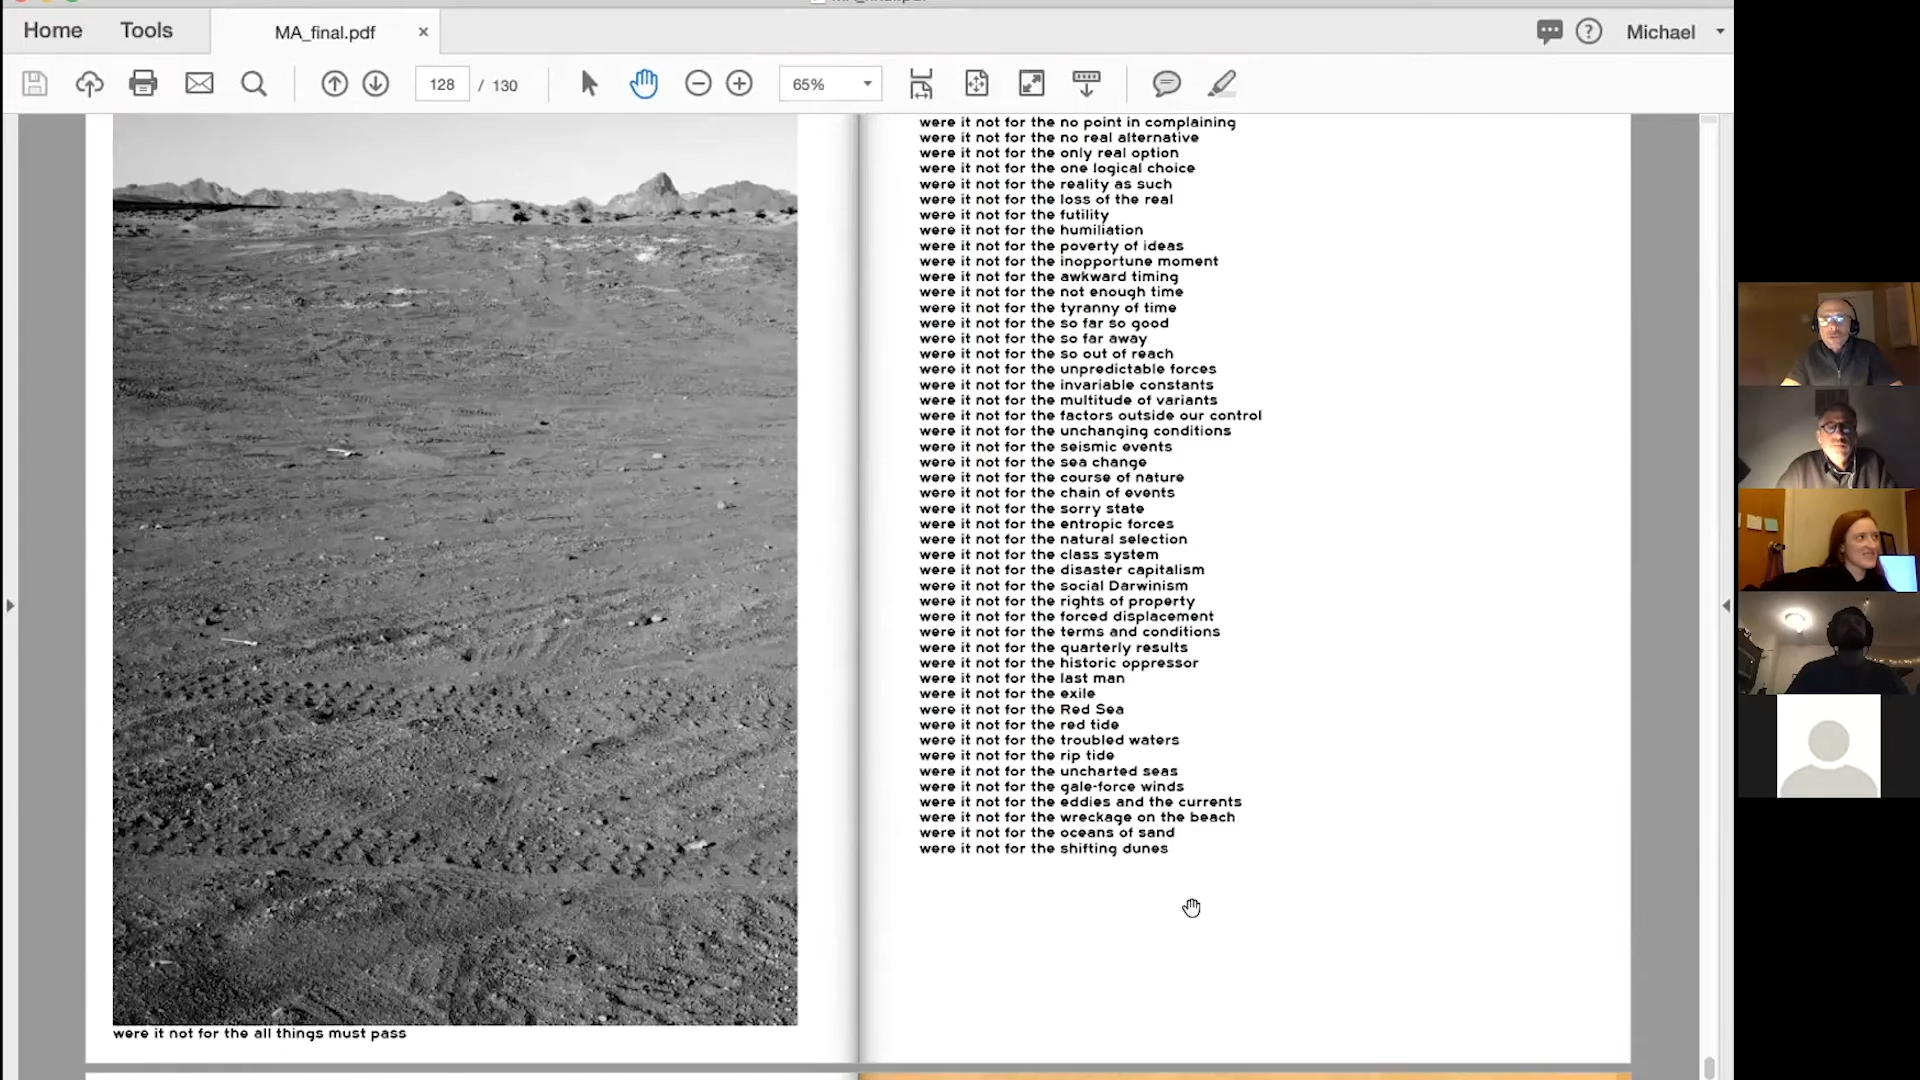 Home
Tools
MA_final.pdf
Michael
128 / 130
65%
were it not for the all things must pass
were it not for the no point in complaining
were it not for the no real alternative
were it not for the only real option
were it not for the one logical choice
were it not for the reality as such
were it not for the loss of the real
were it not for the futility
were it not for the humiliation
were it not for the poverty of ideas
were it not for the inopportune moment
were it not for the awkward timing
were it not for the not enough time
were it not for the tyranny of time
were it not for the so far so good
were it not for the so far away
were it not for the so out of reach
were it not for the unpredictable forces
were it not for the invariable constants
were it not for the multitude of variants
were it not for the factors outside our control
were it not for the unchanging conditions
were it not for the seismic events
were it not for the sea change
were it not for the course of nature
were it not for the chain of events
were it not for the sorry state
were it not for the entropic forces
were it not for the natural selection
were it not for the class system
were it not for the disaster capitalism
were it not for the social Darwinism
were it not for the rights of property
were it not for the forced displacement
were it not for the terms and conditions
were it not for the quarterly results
were it not for the historic oppressor
were it not for the last man
were it not for the exile
were it not for the Red Sea
were it not for the red tide
were it not for the troubled waters
were it not for the rip tide
were it not for the uncharted seas
were it not for the gale-force winds
were it not for the eddies and the currents
were it not for the wreckage on the beach
were it not for the oceans of sand
were it not for the shifting dunes